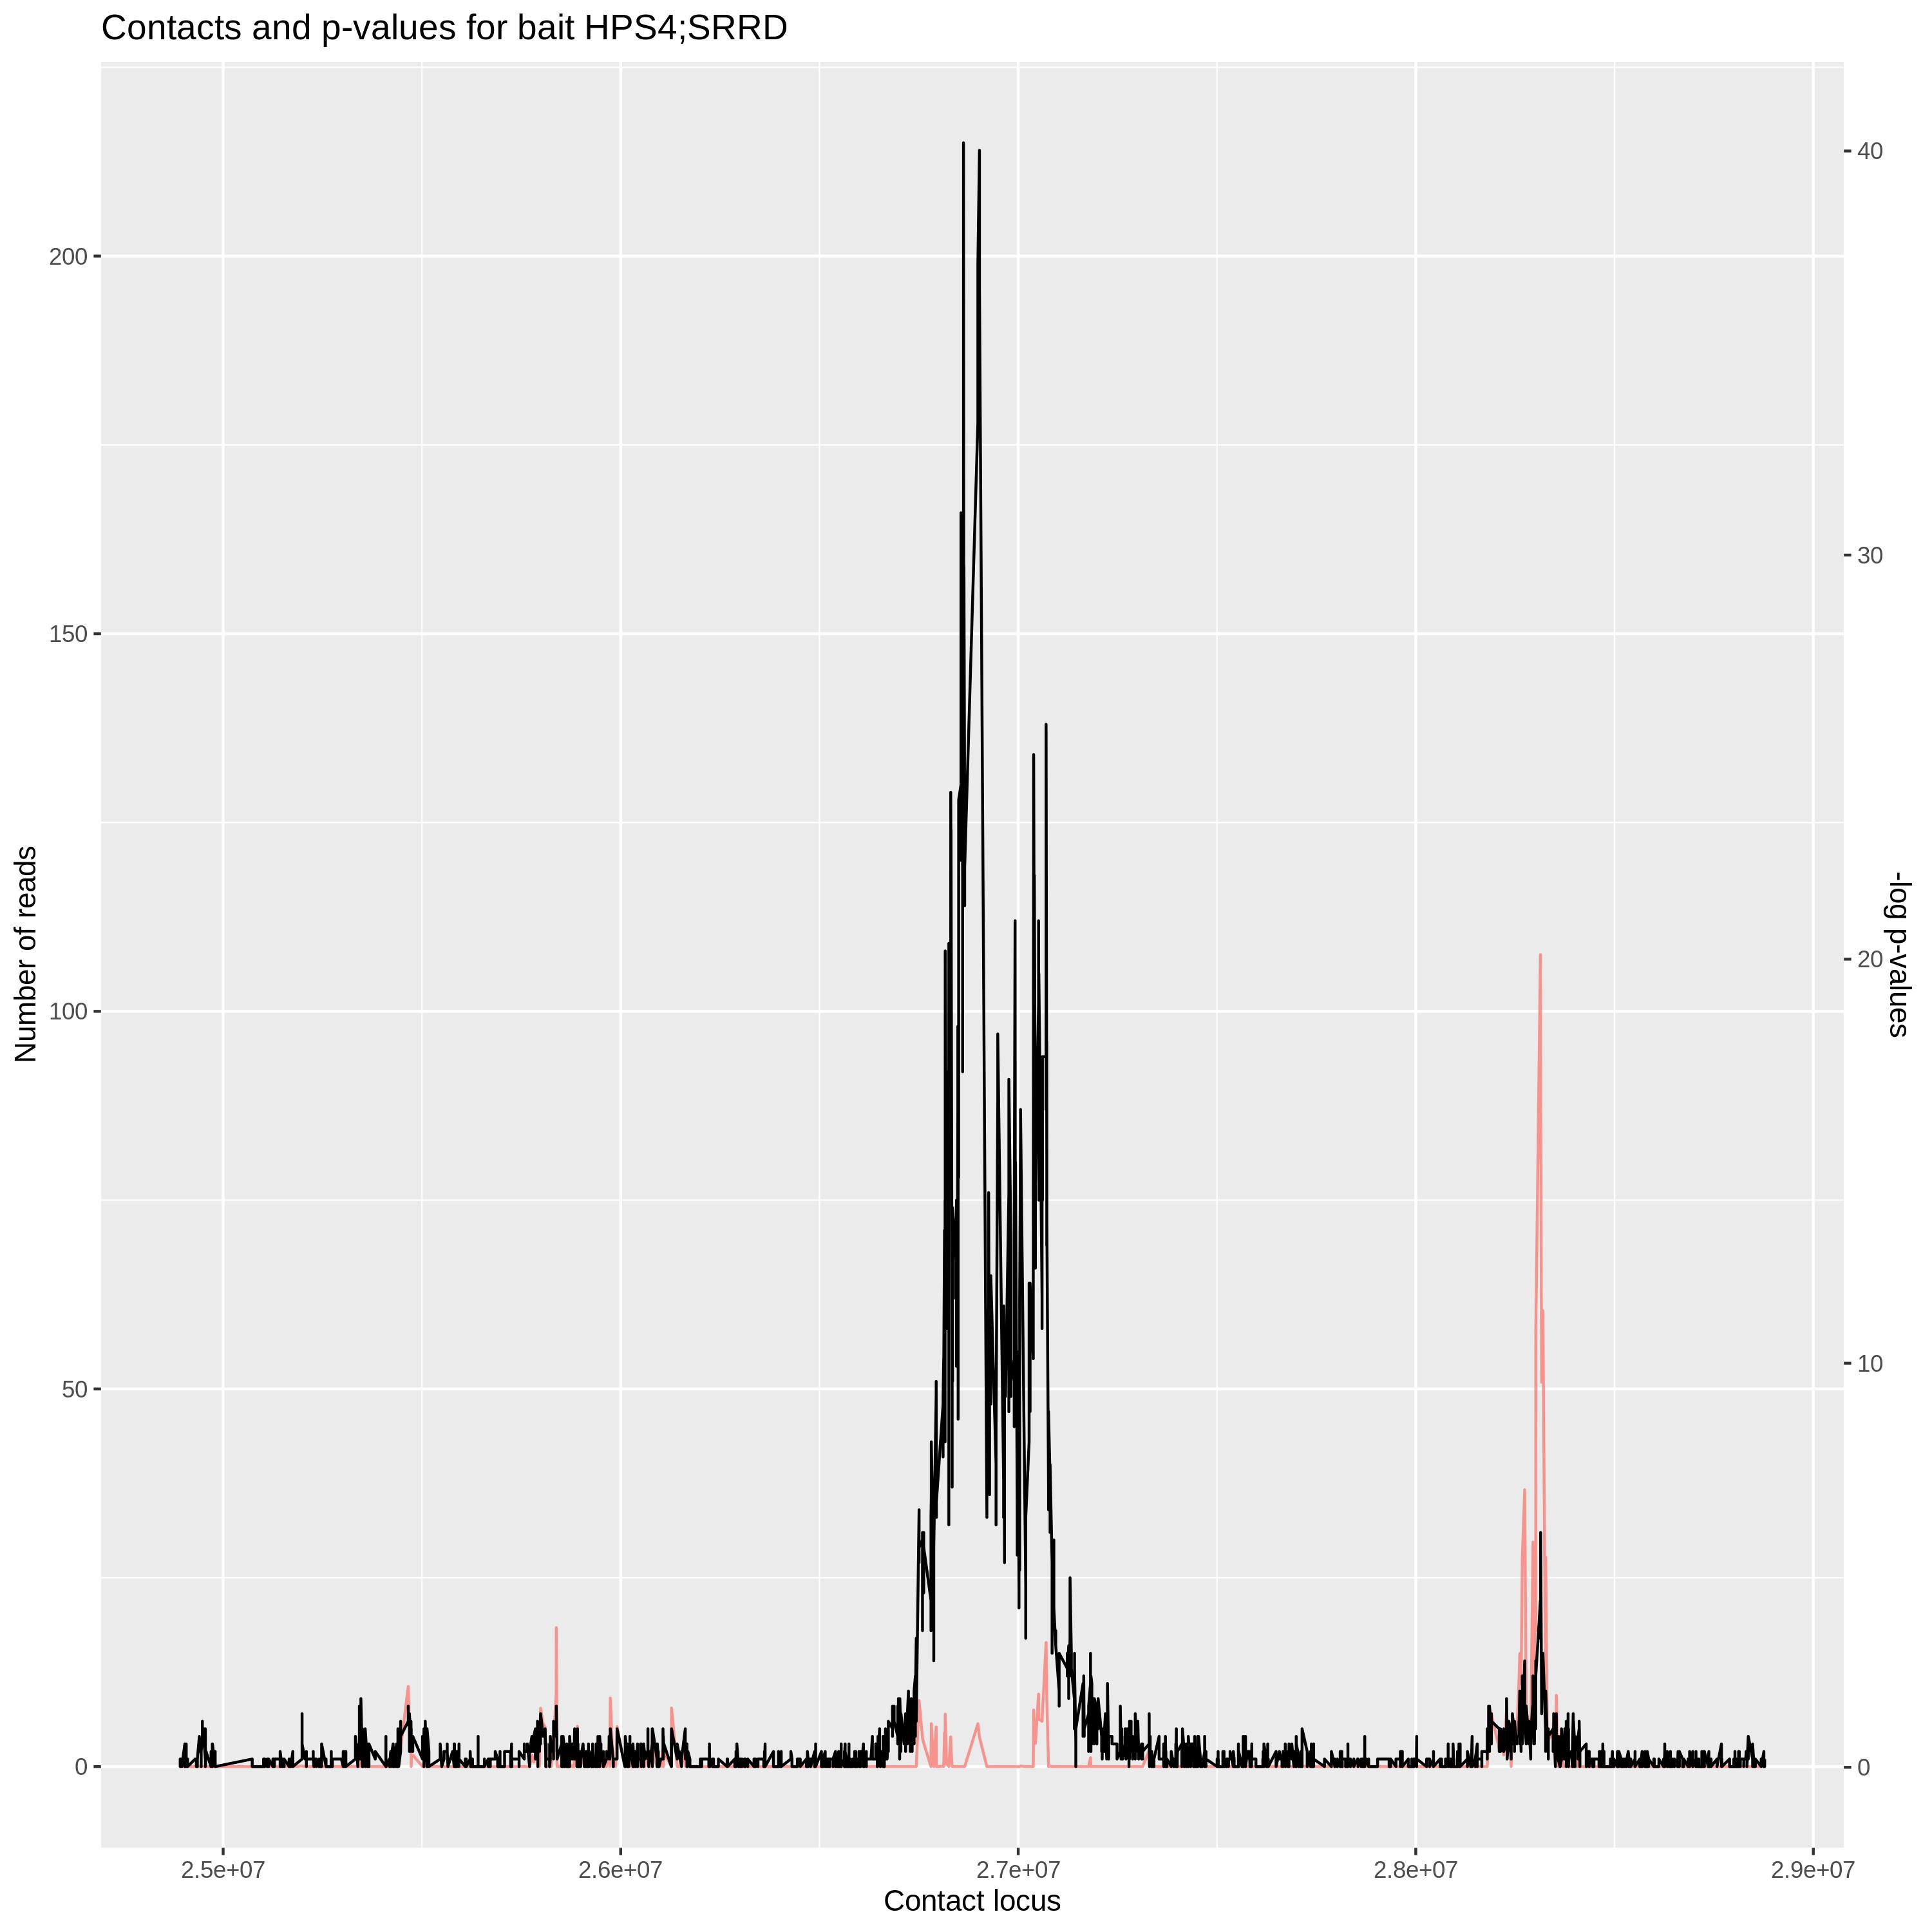 Contacts and p-values for bait HPS4;SRRD
Number of reads
200
150
100
50
0
40
30
20
10
0
-log p-values
2.5e+07
2.6e+07
2.7e+07
2.8e+07
2.9e+07
Contact locus